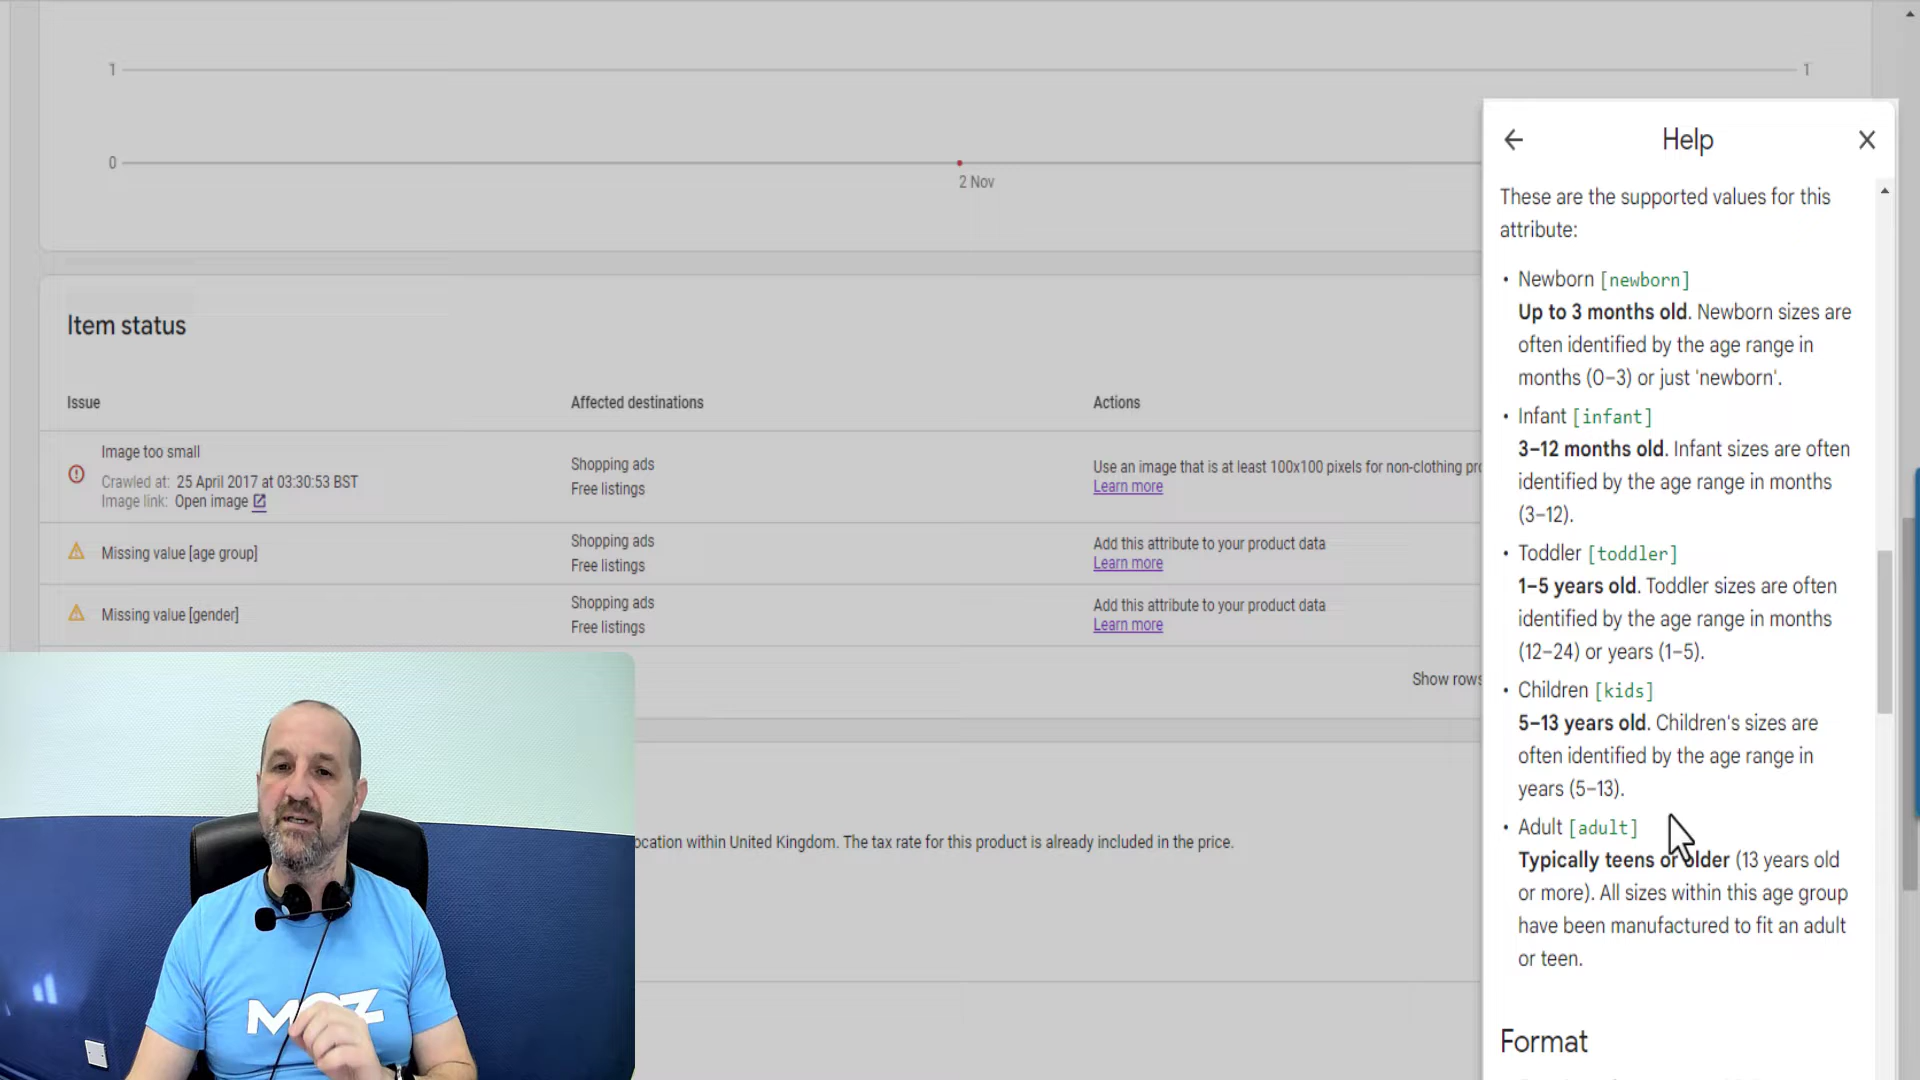 1
1
0
2 Nov
Item status
Issue
Affected destinations
Actions
Image too small
Crawled at: 25 April 2017 at 03:30:53 BST
Image link: Open image
Shopping ads
Free listings
Use an image that is at least 100x100 pixels for non-clothing pro
Learn more
Missing value [age group]
Shopping ads
Free listings
Add this attribute to your product data
Learn more
Missing value [gender]
Shopping ads
Free listings
Add this attribute to your product data
Learn more
Show rows
ocation within United Kingdom. The tax rate for this product is already included in the price.
MOZ
Help
These are the supported values for this
attribute:
• Newborn [newborn]
Up to 3 months old. Newborn sizes are
often identified by the age range in
months (0–3) or just 'newborn'.
• Infant [infant]
3–12 months old. Infant sizes are often
identified by the age range in months
(3–12).
• Toddler [toddler]
1–5 years old. Toddler sizes are often
identified by the age range in months
(12–24) or years (1–5).
• Children [kids]
5–13 years old. Children's sizes are
often identified by the age range in
years (5–13).
• Adult [adult]
Typically teens or older (13 years old
or more). All sizes within this age group
have been manufactured to fit an adult
or teen.
Format